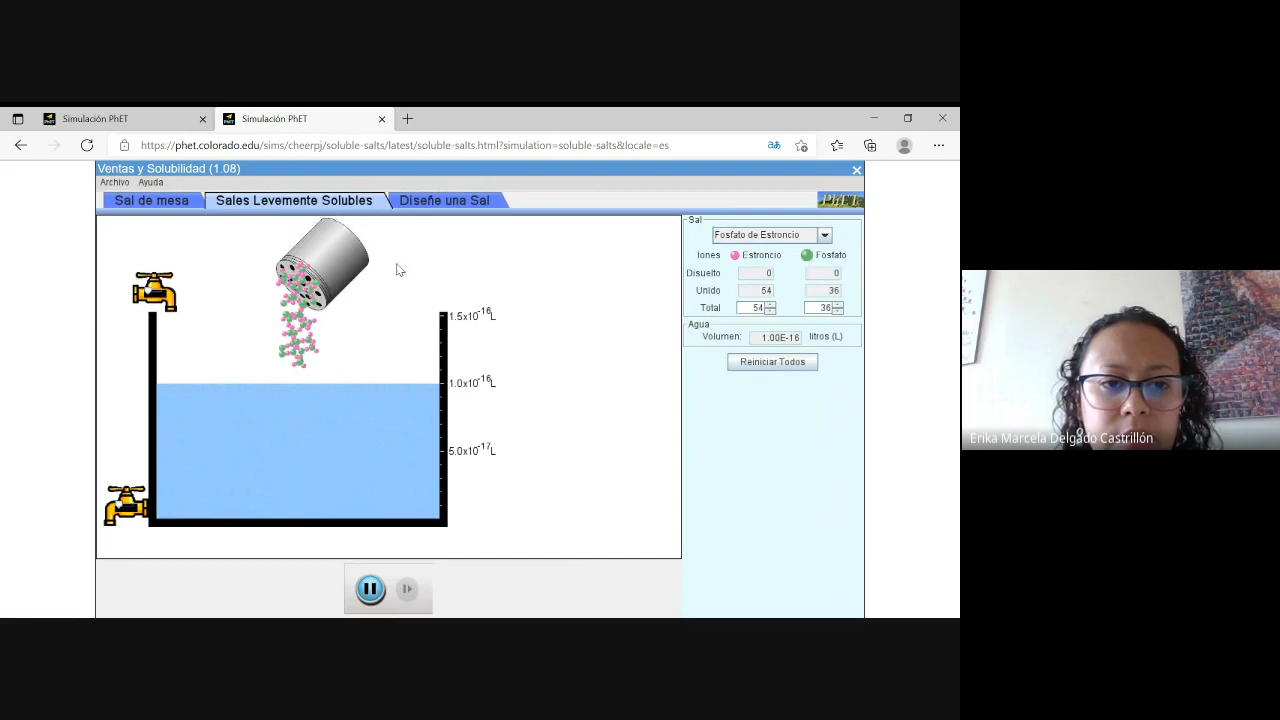 Simulación PhET
Simulación PhET
https://phet.colorado.edu/sims/cheerpj/soluble-salts/latest/soluble-salts.html?simulation=soluble-salts&locale=es
Ventas y Solubilidad (1.08)
Archivo Ayuda
Sal de mesa
Sales Levemente Solubles
Diseñe una Sal
PhET
Sal
Fosfato de Estroncio
Iones Estroncio Fosfato
Disuelto 0 0
Unido 54 36
Total 54 36
Agua
Volumen: 1.00E-16 litros (L)
Reiniciar Todos
1.5x10-16L
1.0x10-16L
5.0x10-17L
Erika Marcela Delgado Castrillón